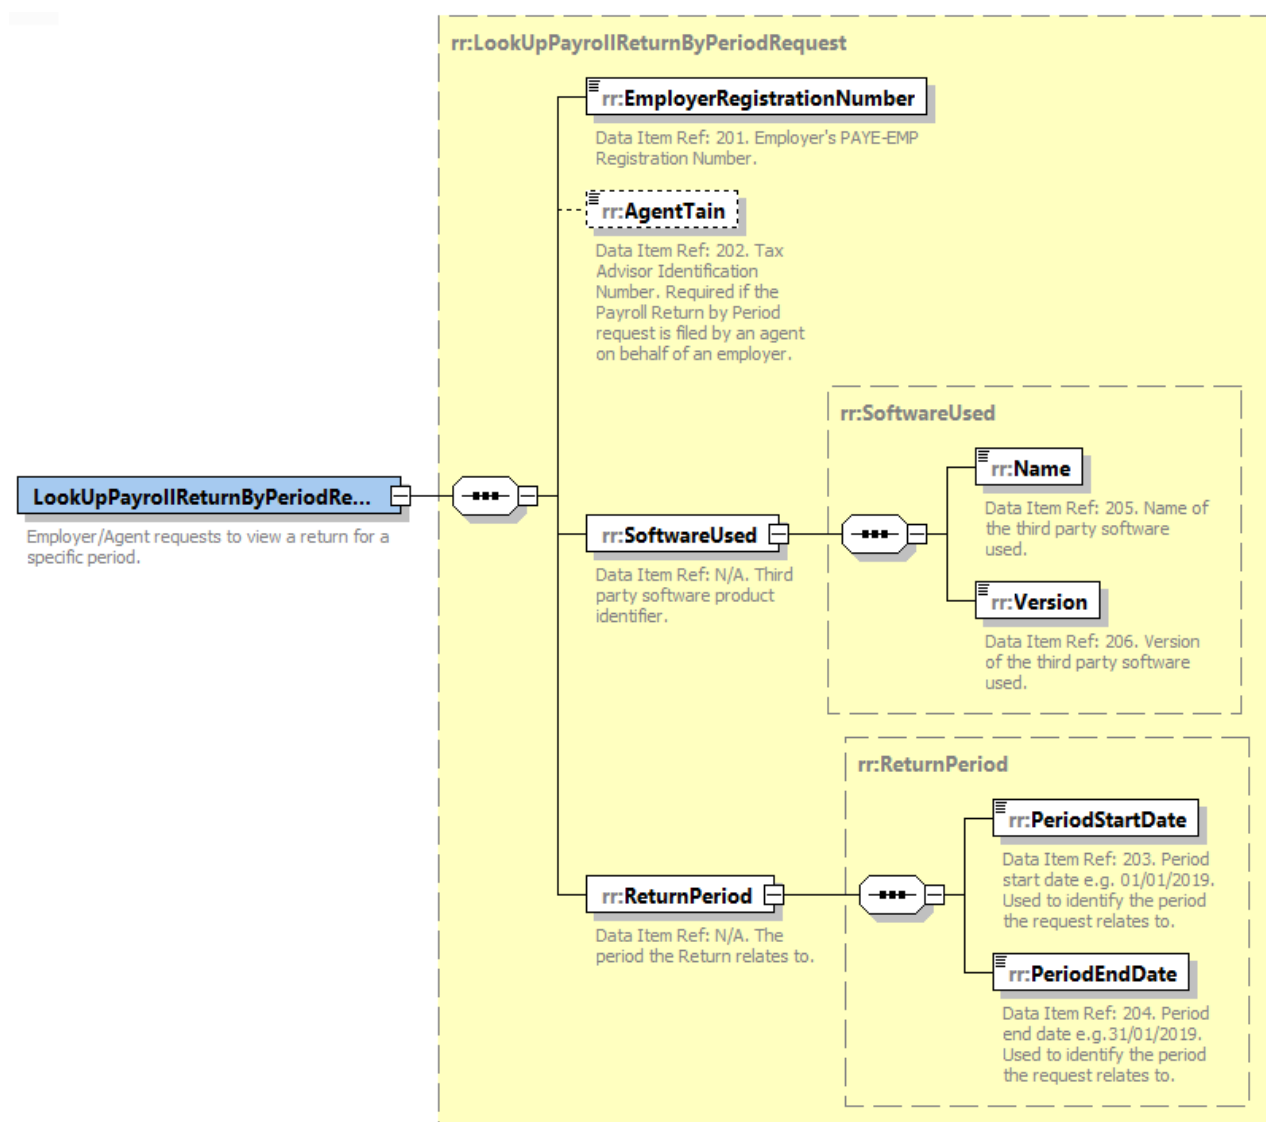 rr:LookUpPayrollReturnByPeriodRequest
rr:EmployerRegistrationNumber
Data Item Ref: 201. Employer's PAYE-EMP
Registration Number.
rr:AgentTain
Data Item Ref: 202. Tax
Advisor Identification
Number. Required if the
Payroll Return by Period
request is filed by an agent
on behalf of an employer.
LookUpPayrollReturnByPeriodRe...
Employer/Agent requests to view a return for a
specific period.
rr:SoftwareUsed
Data Item Ref: N/A. Third
party software product
identifier.
rr:SoftwareUsed
rr:Name
Data Item Ref: 205. Name of
the third party software
used.
rr:Version
Data Item Ref: 206. Version
of the third party software
used.
rr:ReturnPeriod
Data Item Ref: N/A. The
period the Return relates to.
rr:ReturnPeriod
rr:PeriodStartDate
Data Item Ref: 203. Period
start date e.g. 01/01/2019.
Used to identify the period
the request relates to.
rr:PeriodEndDate
Data Item Ref: 204. Period
end date e.g.31/01/2019.
Used to identify the period
the request relates to.